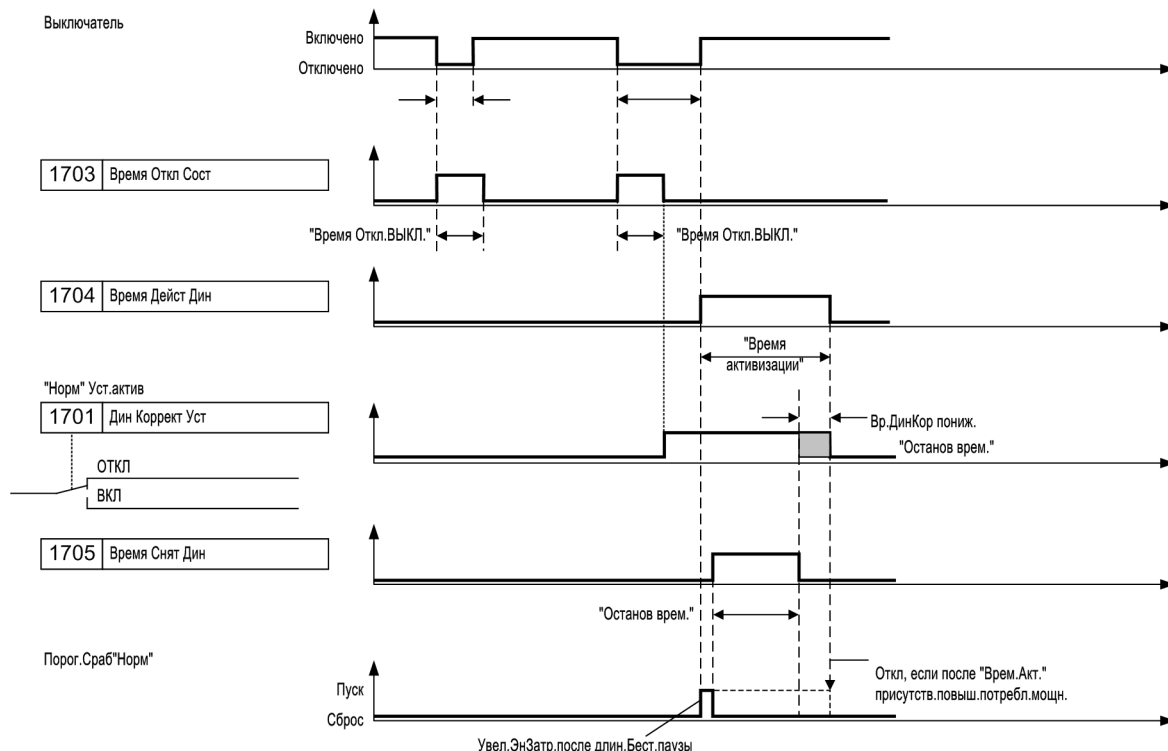 Выключатель
Включено
Отключено
1703 Время Откл Сост
"Время Откл.ВЫКЛ." "Время Откл.ВЫКЛ."
1704 Время Дейст Дин
"Время
активизации"
"Норм" Уст.актив
1701 Дин Коррект Уст
Вр.ДинКор пониж.
"Останов врем."
ОТКЛ
ВКЛ
1705 Время Снят Дин
"Останов врем."
Порог.Сраб"Норм"
Пуск
Сброс
Откл, если после "Врем.Акт."
присутств.повыш.потребл.мощн.
Увел.ЭнЗатр.после длин.Бест.паузы